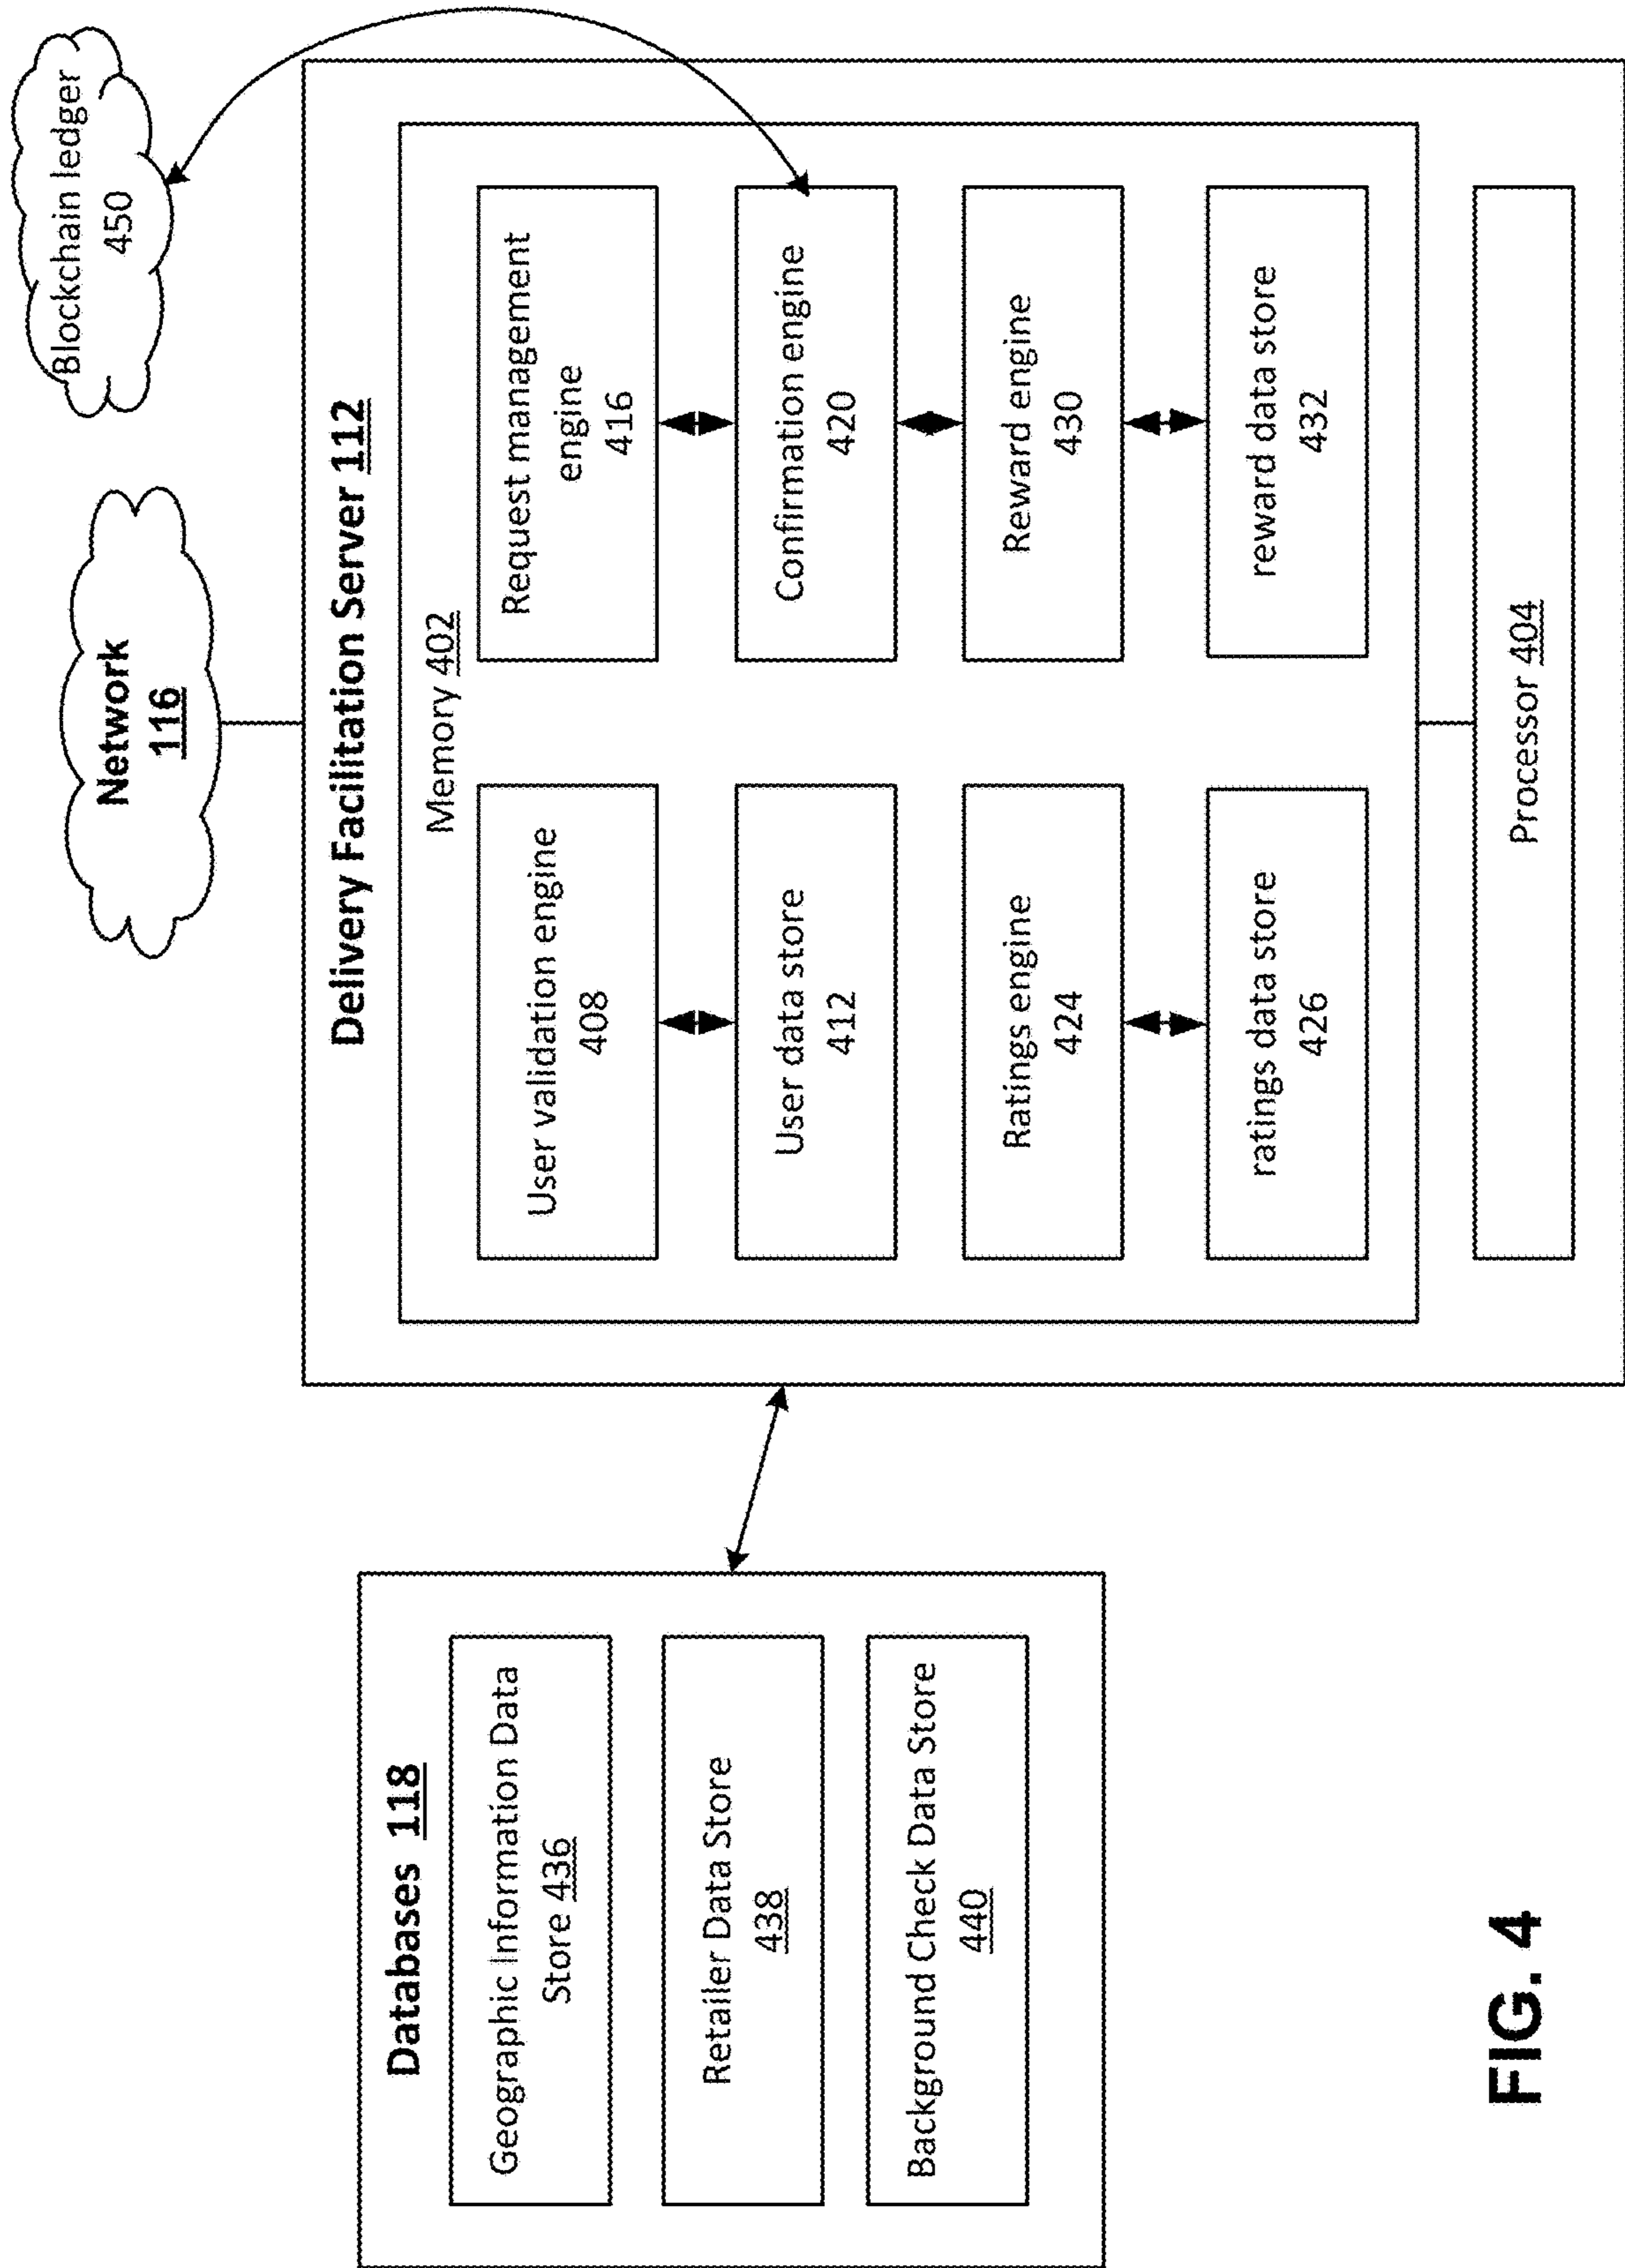 Network
116
Blockchain ledger
450
Databases 118
Geographic Information Data
Store 436
Retailer Data Store
438
Background Check Data Store
440
Delivery Facilitation Server 112
Memory 402
User validation engine
408
Request management
engine
416
User data store
412
Confirmation engine
420
Ratings engine
424
Reward engine
430
ratings data store
426
reward data store
432
Processor 404
FIG. 4